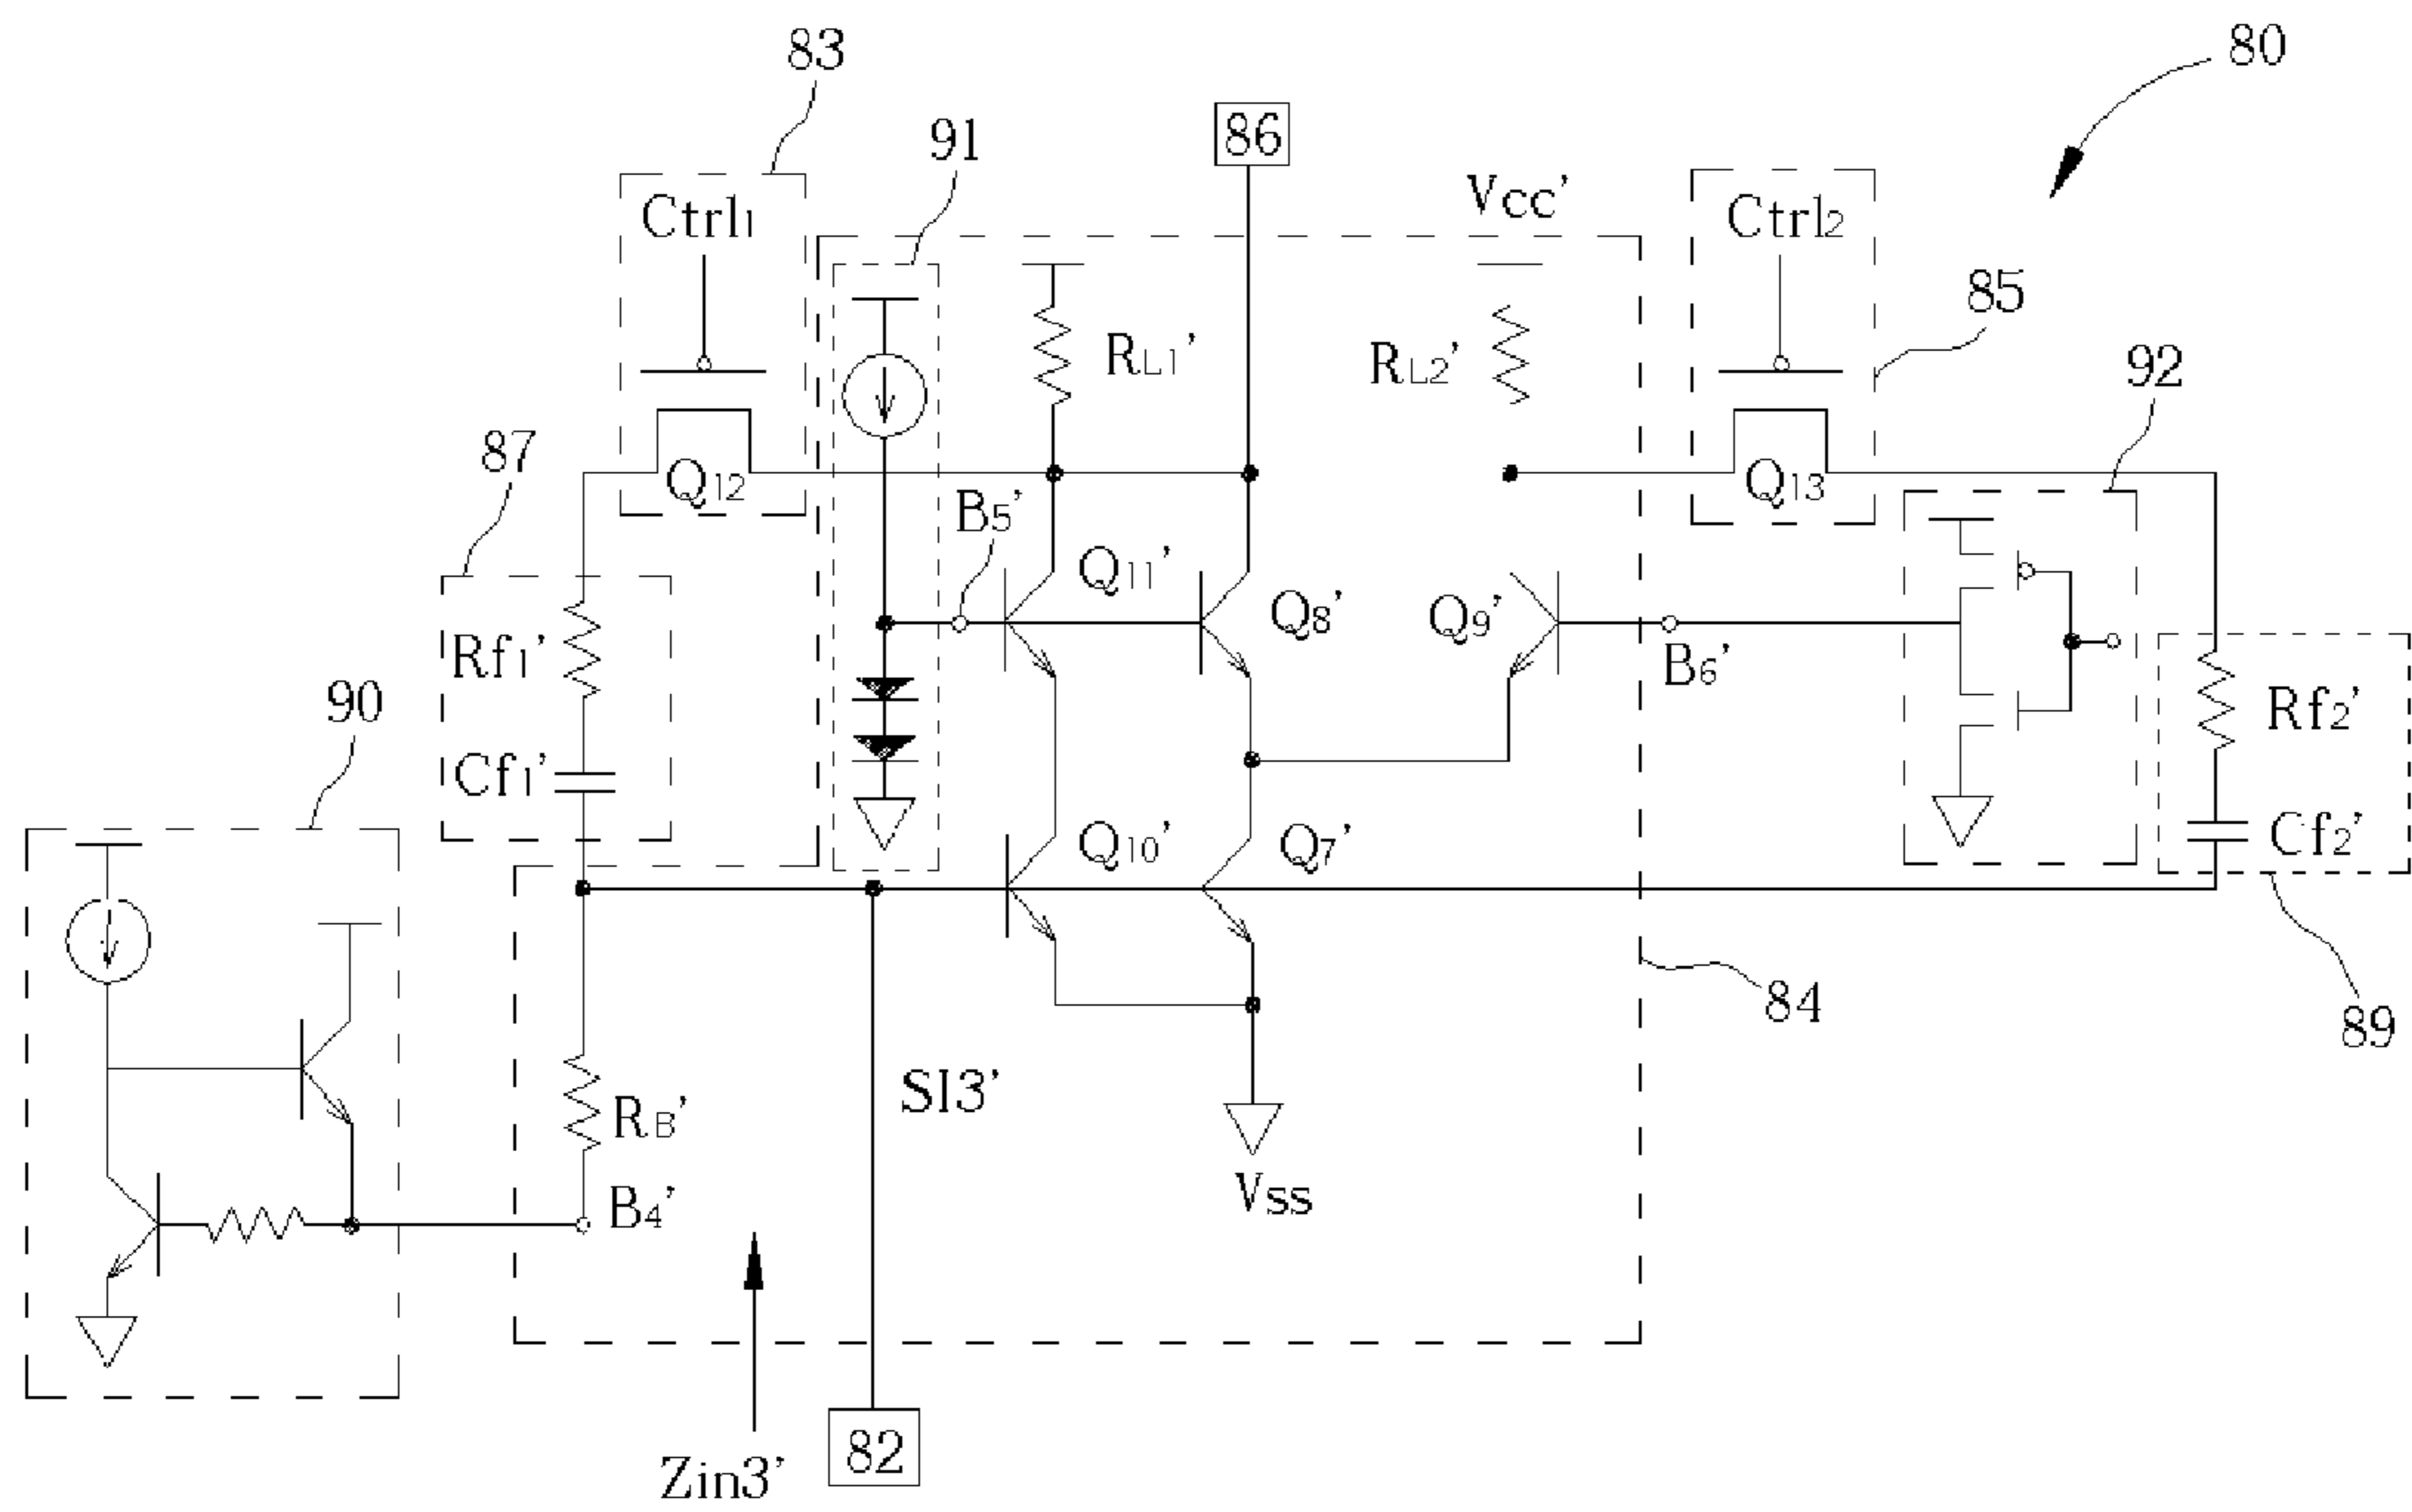 83
80
91
86
Vcc'
Ctrl1
Ctrl2
85
RL1'
RL2'
92
87
Q12
B5'
Q13
Q11'
Q8'
Q9'
Rf1'
B6'
90
Rf2'
Cf1'
Q10'
Q7'
Cf2'
84
89
SI3'
RB'
B4'
Vss
82
Zin3'